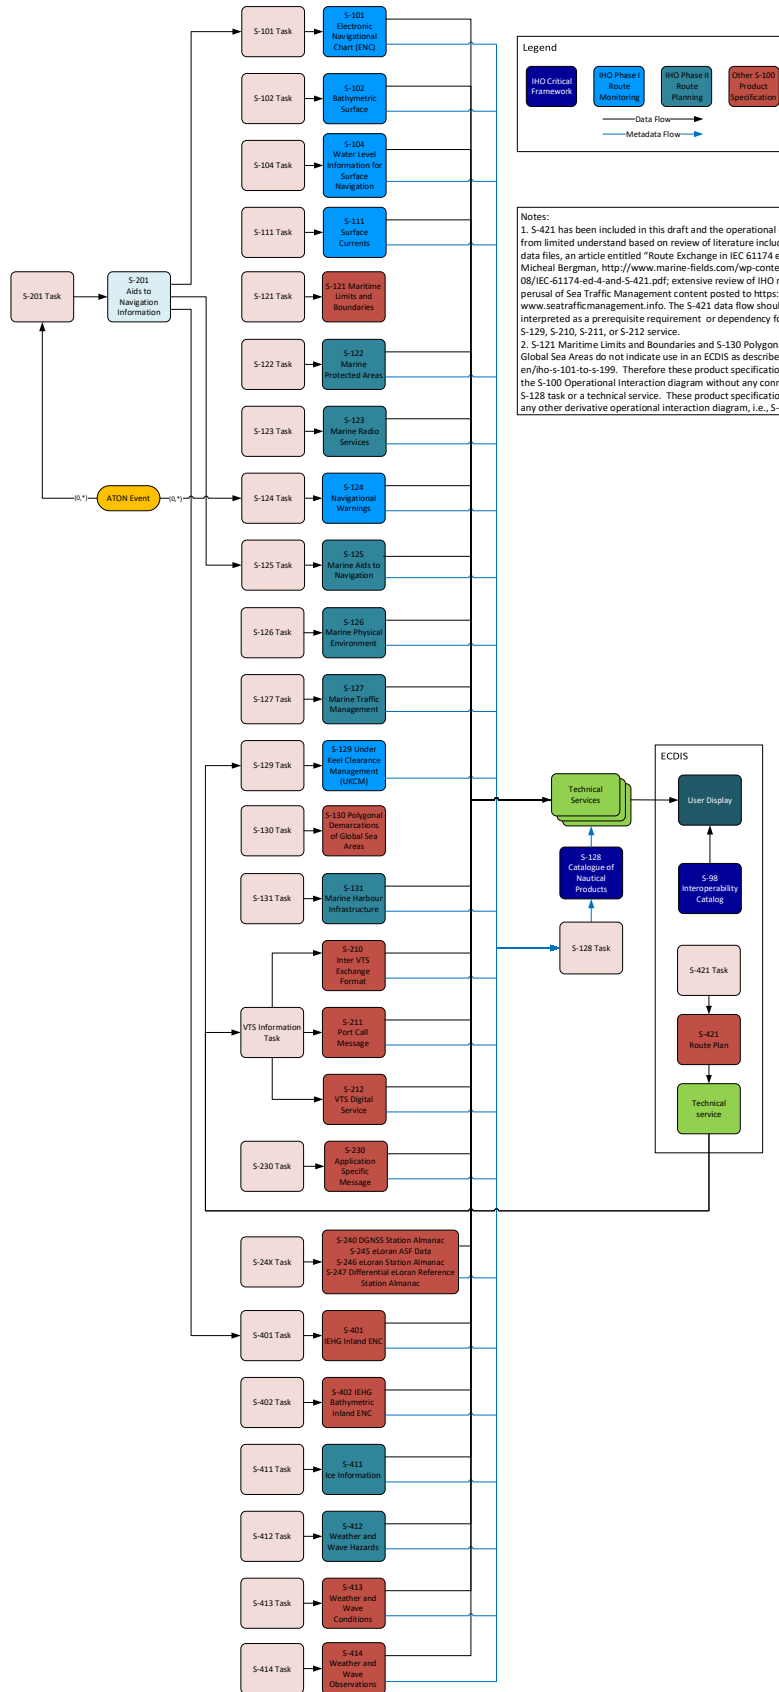 S-101 Task
S-101
Electronic
Navigational
Chart (ENC)
Legend
IHO Critical
Framework
IHO Phase I
Route
Monitoring
IHO Phase II
Route
Planning
Other S-100
Product
Specification
Data Flow
Metadata Flow
S-102 Task
S-102
Bathymetric
Surface
S-104 Task
S-104
Water Level
Information for
Surface
Navigation
S-111 Task
S-111
Surface
Currents
Notes:
1. S-421 has been included in this draft and the operational
from limited understand based on review of literature inclu
data files, an article entitled "Route Exchange in IEC 61174 e
Micheal Bergman, http://www.marine-fields.com/wp-conte
08/IEC-61174-ed-4-and-S-421.pdf; extensive review of IHO r
perusal of Sea Traffic Management content posted to https:
www.seatrafficmanagement.info. The S-421 data flow shoul
interpreted as a prerequisite requirement or dependency fo
S-129, S-210, S-211, or S-212 service.
2. S-121 Maritime Limits and Boundaries and S-130 Polygona
Global Sea Areas do not indicate use in an ECDIS as describe
en/iho-s-101-to-s-199. Therefore these product specificatio
the S-100 Operational Interaction diagram without any conn
S-128 task or a technical service. These product specificatio
any other derivative operational interaction diagram, i.e., S-
S-201 Task
S-201
Aids to
Navigation
Information
S-121 Task
S-121 Maritime
Limits and
Boundaries
S-122 Task
S-122
Marine
Protected Areas
S-123 Task
S-123
Marine Radio
Services
(0,*)
ATON Event
(0,*)
S-124 Task
S-124
Navigational
Warnings
S-125 Task
S-125
Marine Aids to
Navigation
S-126 Task
S-126
Marine Physical
Environment
S-127 Task
S-127
Marine Traffic
Management
S-129 Task
S-129 Under
Keel Clearance
Management
(UKCM)
ECDIS
Technical
Services
User Display
S-130 Task
S-130 Polygonal
Demarcations
of Global Sea
Areas
S-128
Catalogue of
Nautical
Products
S-98
Interoperability
Catalog
S-131 Task
S-131
Marine Harbour
Infrastructure
S-128 Task
S-210
Inter VTS
Exchange
Format
S-421 Task
VTS Information
Task
S-211
Port Call
Message
S-421
Route Plan
S-212
VTS Digital
Service
Technical
service
S-230 Task
S-230
Application
Specific
Message
S-24X Task
S-240 DGNSS Station Almanac
S-245 eLoran ASF Data
S-246 eLoran Station Almanac
S-247 Differential eLoran Reference
Station Almanac
S-401 Task
S-401
IEHG Inland ENC
S-402 Task
S-402 IEHG
Bathymetric
Inland ENC
S-411 Task
S-411
Ice Information
S-412 Task
S-412
Weather and
Wave Hazards
S-413 Task
S-413
Weather and
Wave
Conditions
S-414 Task
S-414
Weather and
Wave
Observations